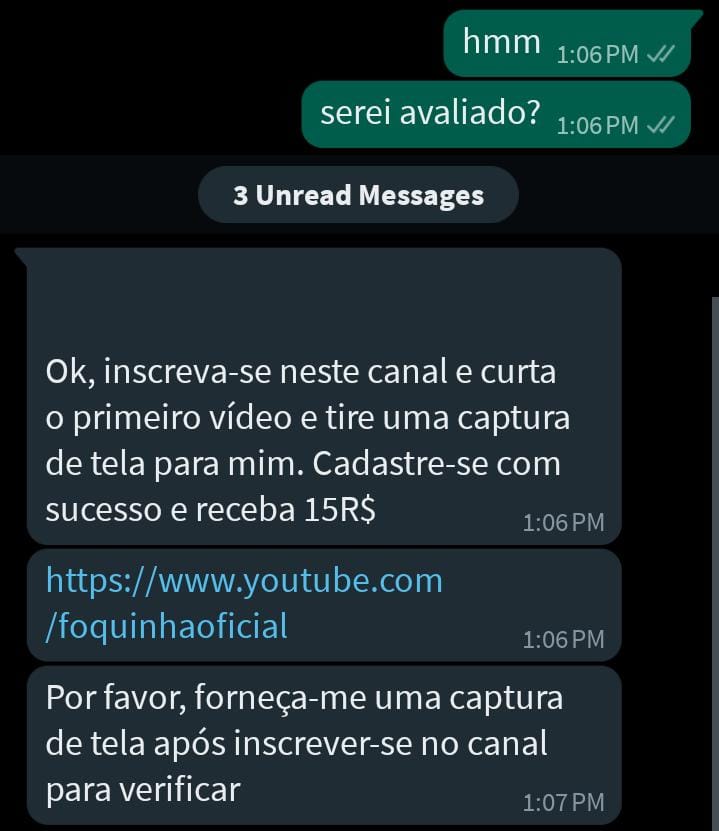 hmm 1:06 PM
serei avaliado? 1:06 PM
3 Unread Messages
Ok, inscreva-se neste canal e curta
o primeiro vídeo e tire uma captura
de tela para mim. Cadastre-se com
sucesso e receba 15R$
1:06 PM
https://www.youtube.com
/foquinhaoficial
1:06 PM
Por favor, forneça-me uma captura
de tela após inscrever-se no canal
para verificar
1:07 PM